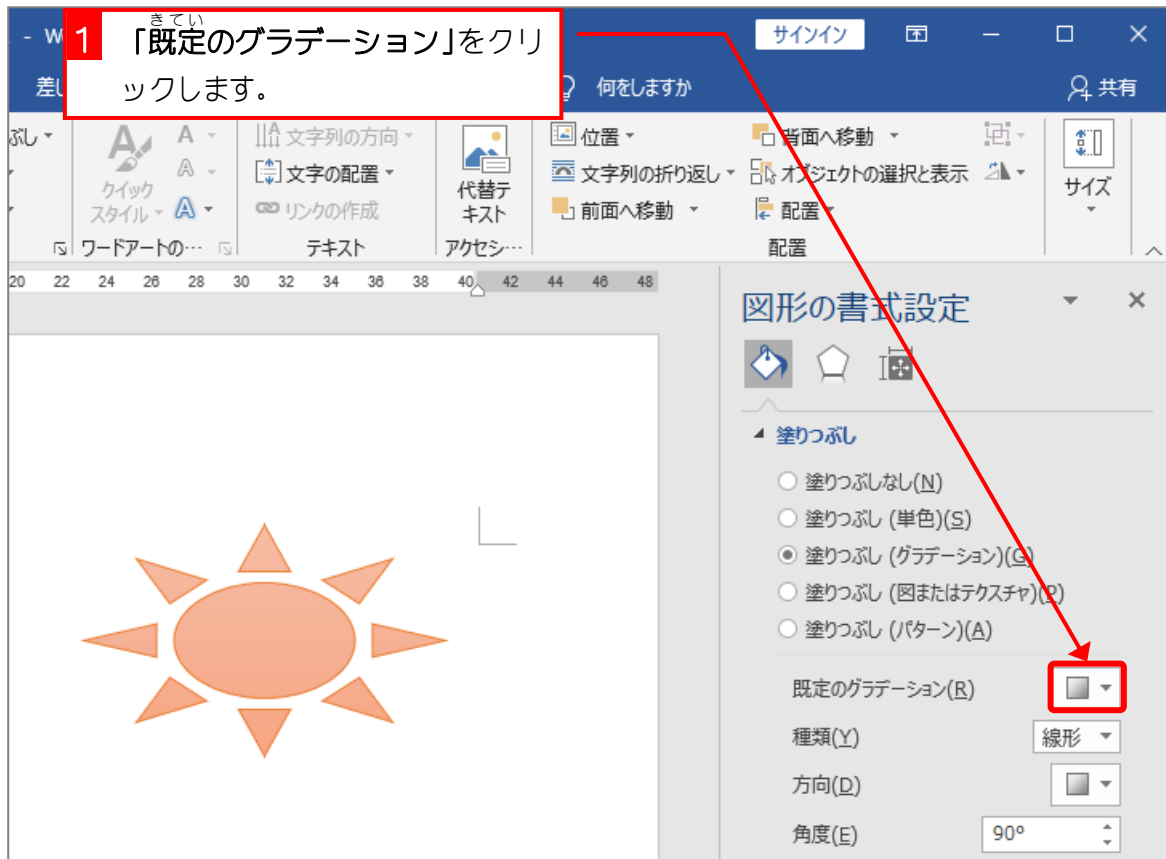 - W
1
きてい
「既定のグラデーション」をクリ
ックします。
サインイン
差し
何をしますか
共有
ぶし
A
A
A
クイック
スタイル
A
ワードアートの…
文字列の方向
文字の配置
リンクの作成
テキスト
代替テ
キスト
アクセシ…
位置
文字列の折り返し
前面へ移動
背面へ移動
オブジェクトの選択と表示
配置
配置
サイズ
20 22 24 26 28 30 32 34 36 38 40 42 44 46 48
図形の書式設定
塗りつぶし
塗りつぶしなし(N)
塗りつぶし (単色)(S)
塗りつぶし (グラデーション)(G)
塗りつぶし (図またはテクスチャ)(P)
塗りつぶし (パターン)(A)
既定のグラデーション(R)
種類(Y) 線形
方向(D)
角度(E) 90°